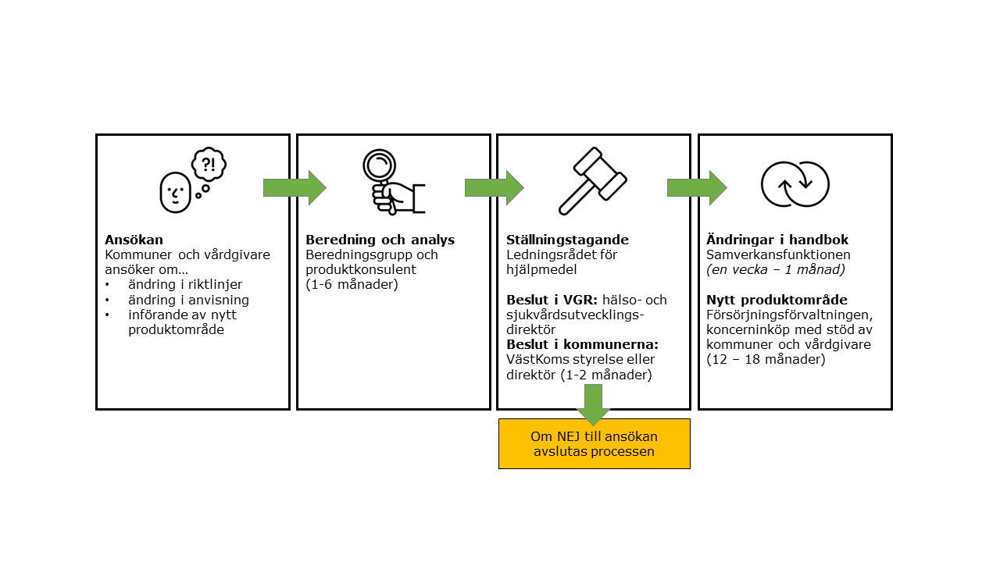 ?!
Ansökan
Kommuner och vårdgivare
ansöker om…
• ändring i riktlinjer
• ändring i anvisning
• införande av nytt
produktområde
Beredning och analys
Beredningsgrupp och
produktkonsulent
(1-6 månader)
Ställningstagande
Ledningsrådet för
hjälpmedel
Beslut i VGR: hälso- och
sjukvårdsutvecklings-
direktör
Beslut i kommunerna:
VästKoms styrelse eller
direktör (1-2 månader)
Om NEJ till ansökan
avslutas processen
Ändringar i handbok
Samverkansfunktionen
(en vecka – 1 månad)
Nytt produktområde
Försörjningsförvaltningen,
koncerninköp med stöd av
kommuner och vårdgivare
(12 – 18 månader)